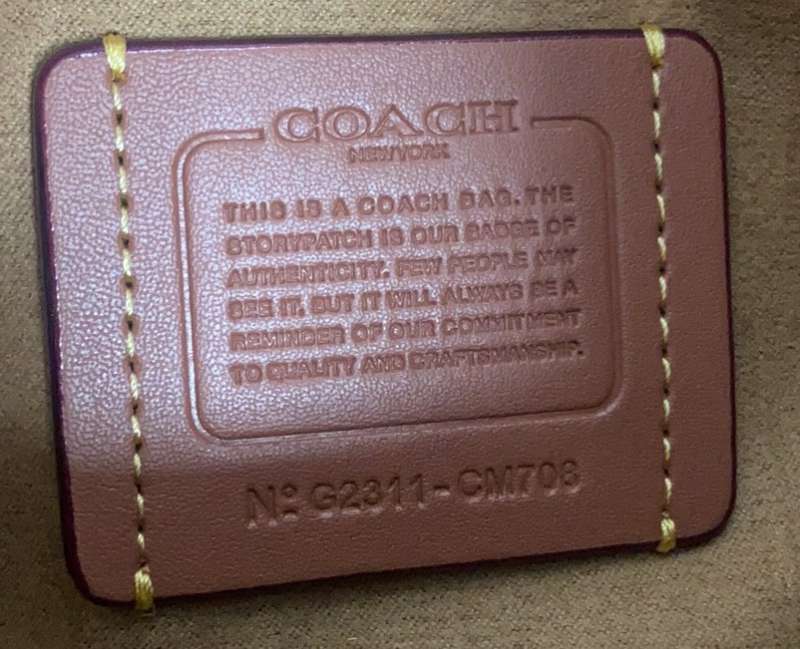 COACH
NEW YORK
THIS IS A COACH BAG. THE
STORYPATCH IS OUR BADGE OF
AUTHENTICITY. FEW PEOPLE MAY
SEE IT. BUT IT WILL ALWAYS BE A
REMINDER OF OUR COMMITMENT
TO QUALITY AND CRAFTSMANSHIP.
Nº G2311-CM708